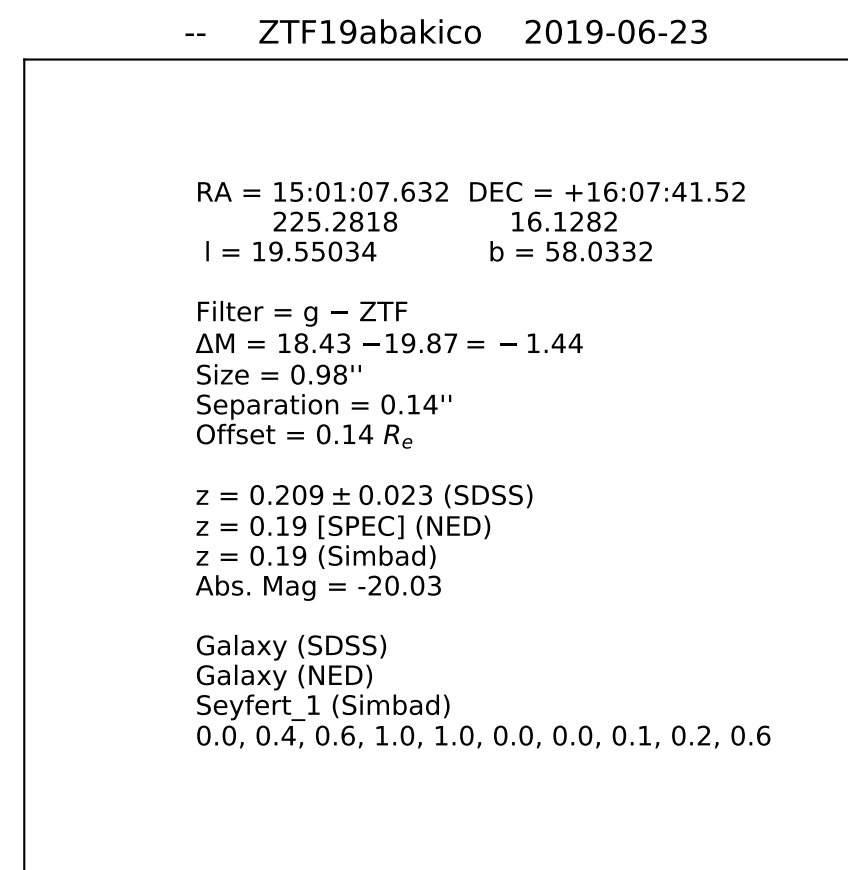 -- ZTF19abakico 2019-06-23
RA = 15:01:07.632 DEC = +16:07:41.52
225.2818 16.1282
l = 19.55034 b = 58.0332
Filter = g − ZTF
ΔM = 18.43 −19.87 = − 1.44
Size = 0.98''
Separation = 0.14''
Offset = 0.14 Rₑ
z = 0.209 ± 0.023 (SDSS)
z = 0.19 [SPEC] (NED)
z = 0.19 (Simbad)
Abs. Mag = -20.03
Galaxy (SDSS)
Galaxy (NED)
Seyfert_1 (Simbad)
0.0, 0.4, 0.6, 1.0, 1.0, 0.0, 0.0, 0.1, 0.2, 0.6